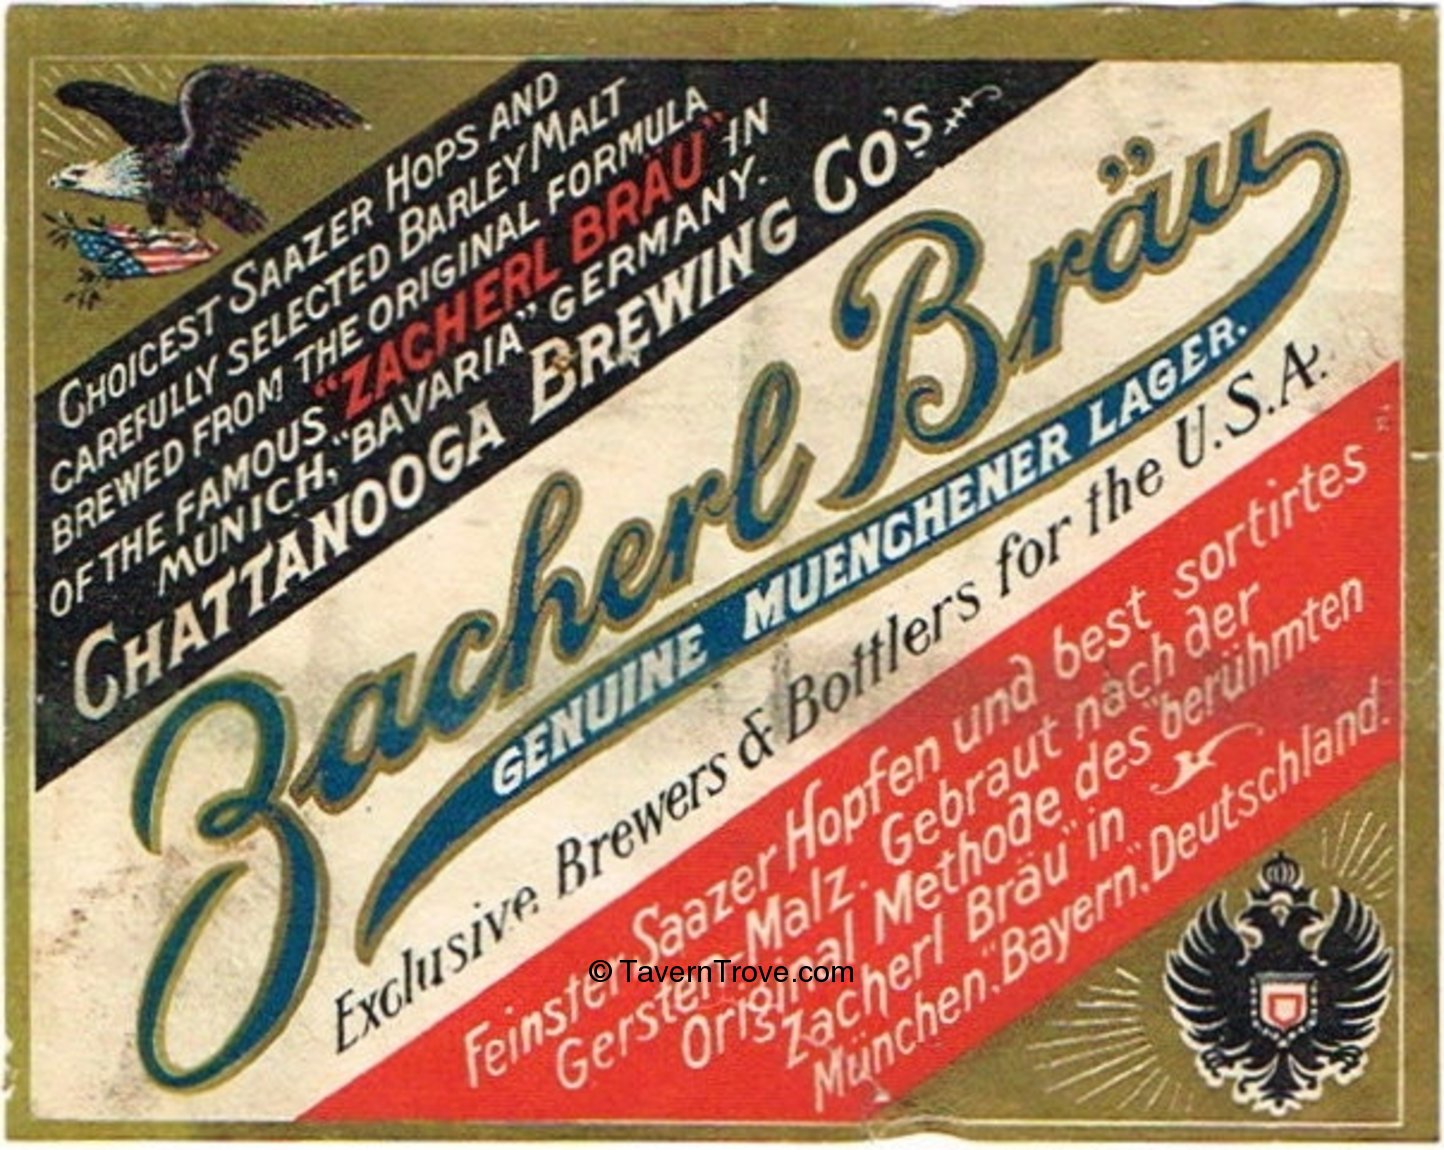 CHOICEST SAAZER HOPS AND
CAREFULLY SELECTED BARLEY MALT
BREWED FROM THE ORIGINAL FORMULA
OF THE FAMOUS "ZACHERL BRÄU" IN
MUNICH, "BAVARIA" GERMANY.
CHATTANOOGA BREWING CO'S
Zacherl Bräu
GENUINE MUENCHENER LAGER.
Exclusive Brewers & Bottlers for the U.S.A.
Feinster Saazer Hopfen und best sortirtes
Gersten-Malz. Gebraut nach der
Original Methode des "berühmten
Zacherl Bräu" in
München, "Bayern", Deutschland.
© TavernTrove.com